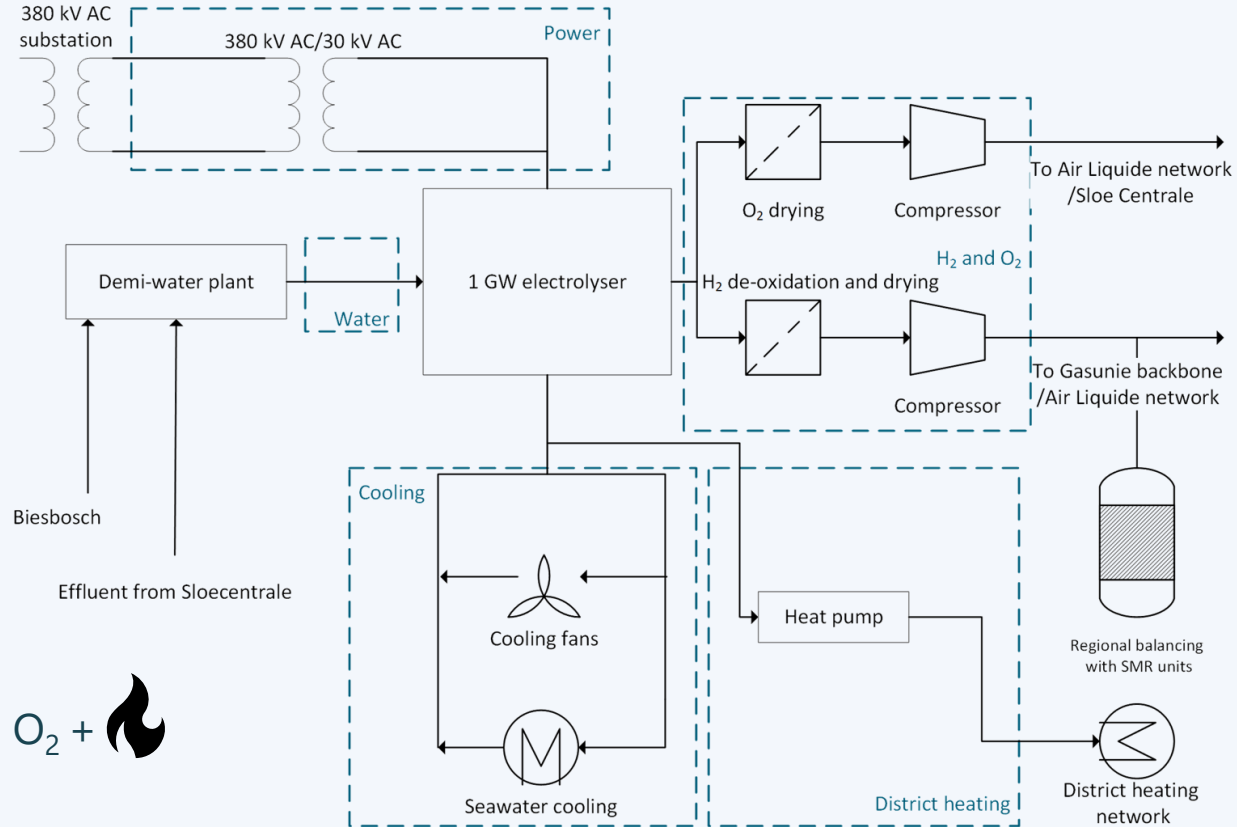 380 kV AC
substation
380 kV AC/30 kV AC
Power
To Air Liquide network
/Sloe Centrale
O₂ drying
Compressor
H₂ and O₂
Demi-water plant
1 GW electrolyser
H₂ de-oxidation and drying
Water
To Gasunie backbone
/Air Liquide network
Compressor
Cooling
Biesbosch
Effluent from Sloecentrale
Cooling fans
Heat pump
Regional balancing
with SMR units
O₂ +
Seawater cooling
District heating
District heating
network